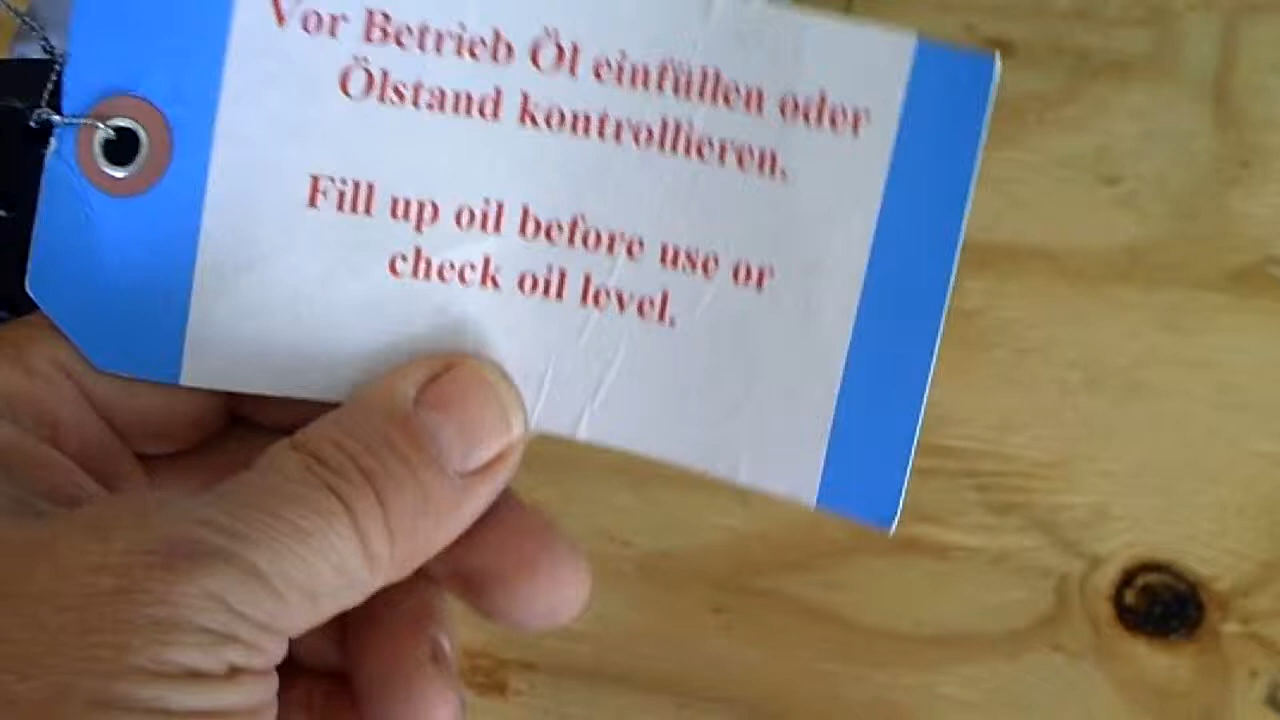 Vor Betrieb Öl einfüllen oder
Ölstand kontrollieren.
Fill up oil before use or
check oil level.